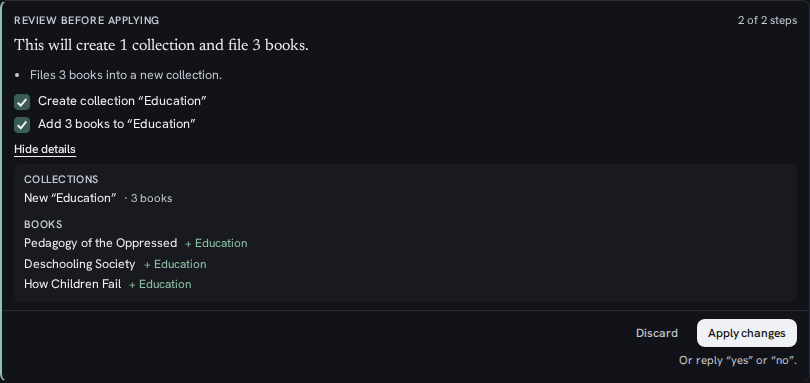 REVIEW BEFORE APPLYING
2 of 2 steps
This will create 1 collection and file 3 books.
• Files 3 books into a new collection.
Create collection “Education”
Add 3 books to “Education”
Hide details
COLLECTIONS
New “Education” · 3 books
BOOKS
Pedagogy of the Oppressed + Education
Deschooling Society + Education
How Children Fail + Education
Discard
Apply changes
Or reply “yes” or “no”.